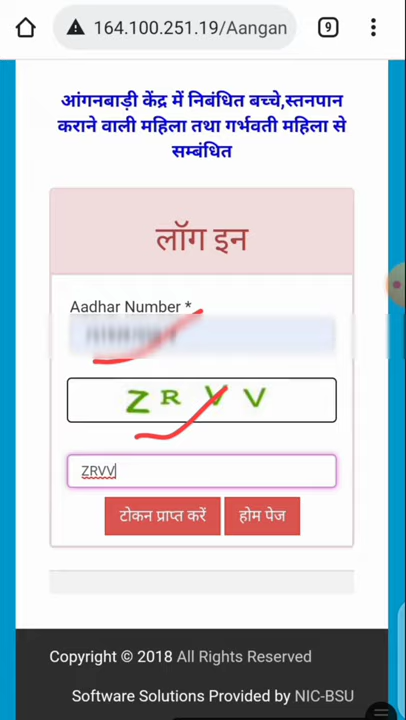 164.100.251.19/Aangan
9
आंगनबाड़ी केंद्र में निबंधित बच्चे,स्तनपान
कराने वाली महिला तथा गर्भवती महिला से
सम्बंधित
लॉग इन
Aadhar Number *
Z R V V
ZRVV
टोकन प्राप्त करें
होम पेज
Copyright © 2018 All Rights Reserved
Software Solutions Provided by NIC-BSU